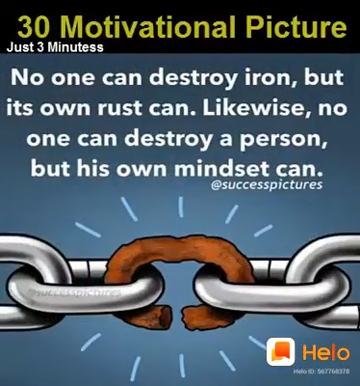 30 Motivational Picture
Just 3 Minutess
No one can destroy iron, but
its own rust can. Likewise, no
one can destroy a person,
but his own mindset can.
@successpictures
@successpictures
Helo
Helo ID: 567768378